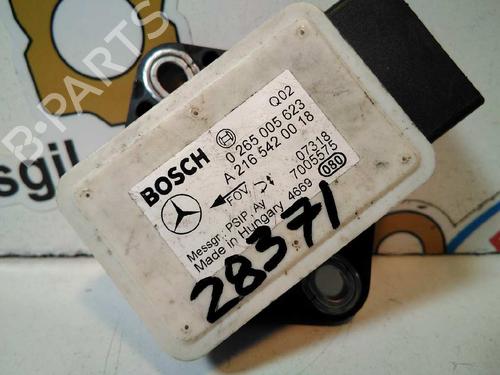 B-PARTS
sgil
BOSCH
0 265 005 623
Q02
A 216 542 00 18
FOV
07318
7005575
Messgr. PSIP, Ay
Made in Hungary 4669
080
28371